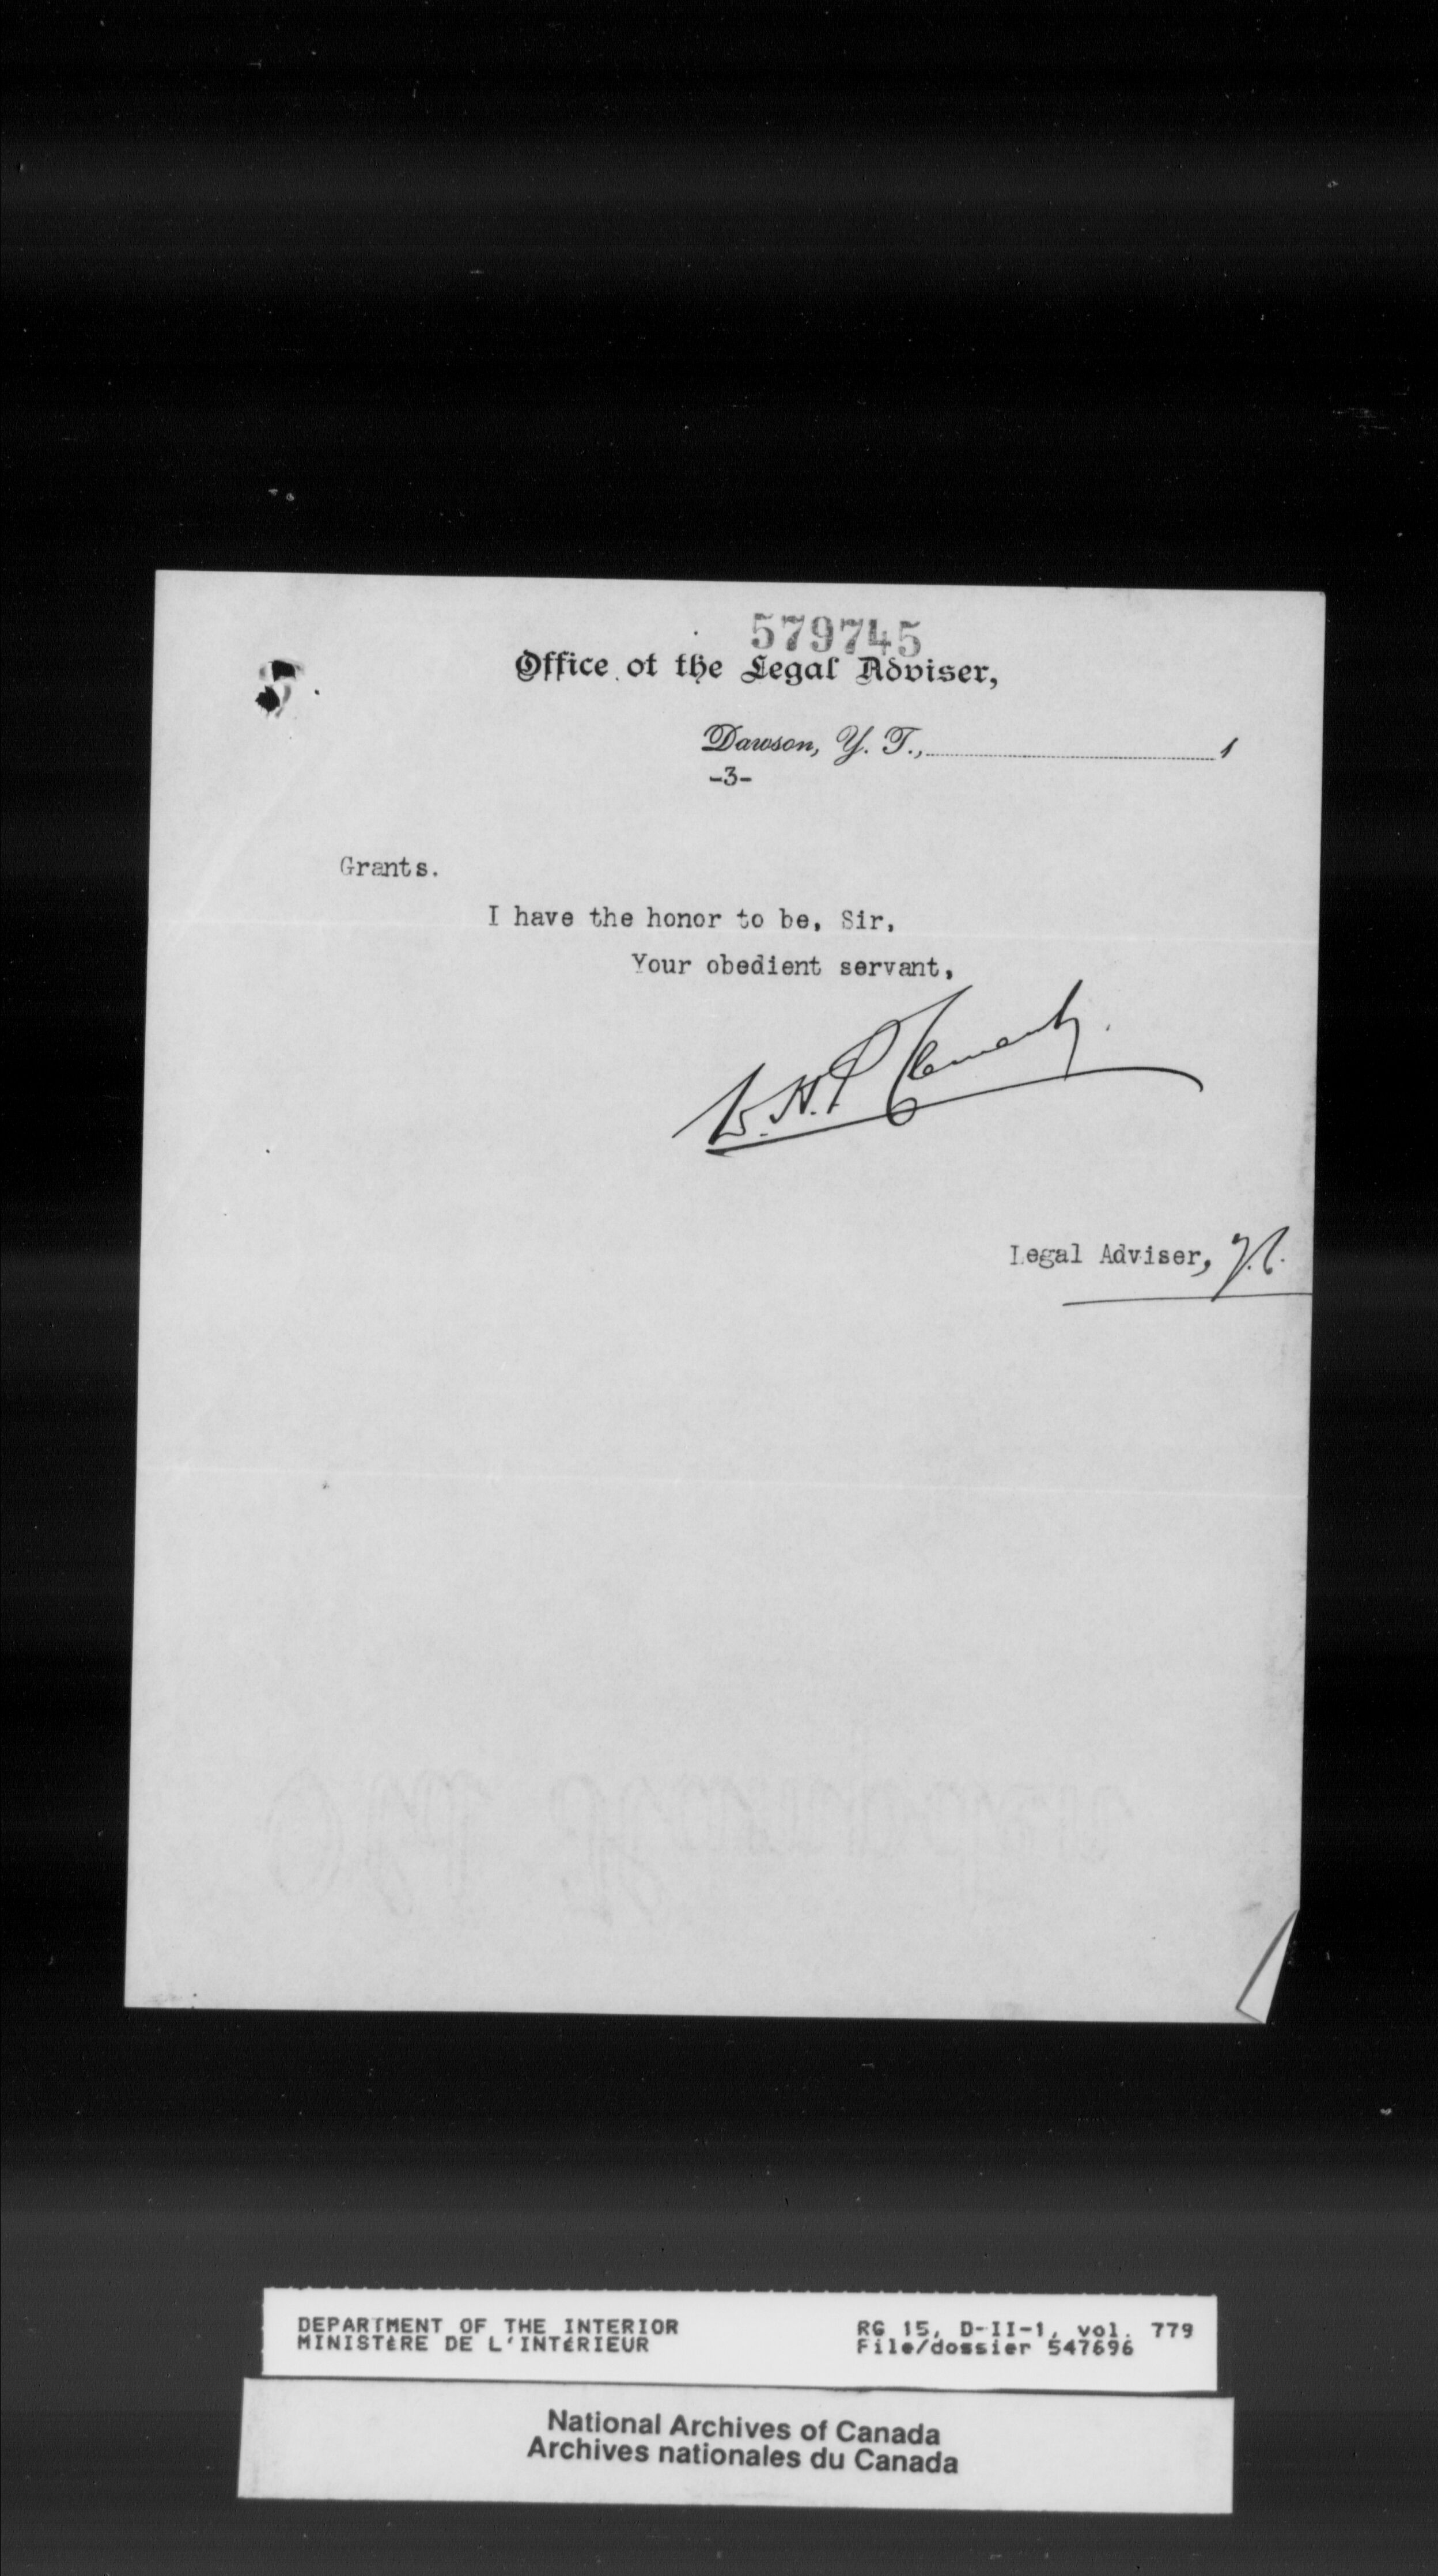 579745
Office of the Legal Adviser,
Dawson, Y. T., 1
-3-
Grants.
I have the honor to be, Sir,
Your obedient servant,
W. H. P. Clement.
Legal Adviser, Y.T.
DEPARTMENT OF THE INTERIOR
MINISTÈRE DE L'INTÉRIEUR
RG 15, D-II-1, vol. 779
File/dossier 547696
National Archives of Canada
Archives nationales du Canada